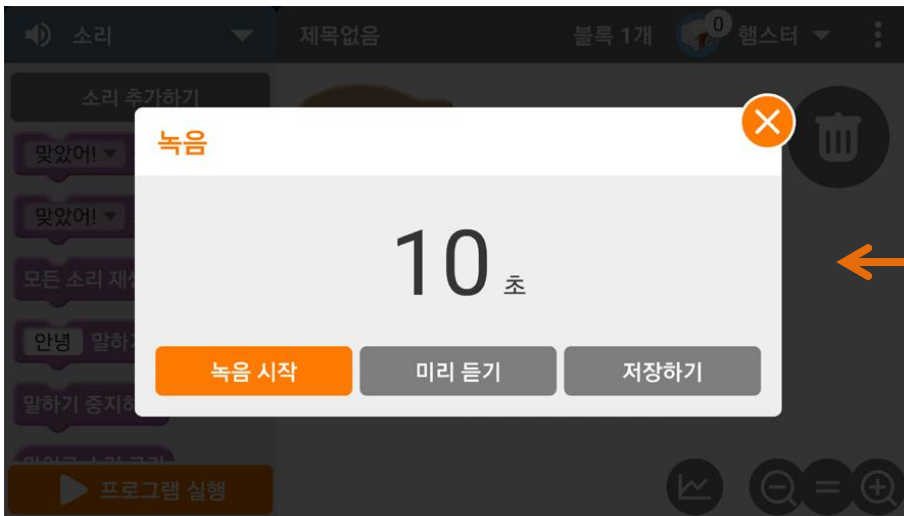 소리 제목없음 블록 1개 0 햄스터
소리 추가하기
맞았어!
녹음
맞았어!
10 초
모든 소리 재생
안녕 말하
녹음 시작 미리 듣기 저장하기
말하기 중지하
프로그램 실행